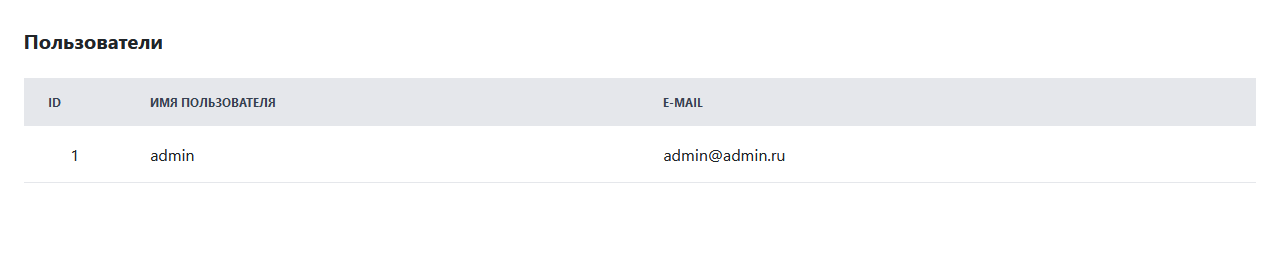 Пользователи
ID ИМЯ ПОЛЬЗОВАТЕЛЯ E-MAIL
1 admin admin@admin.ru